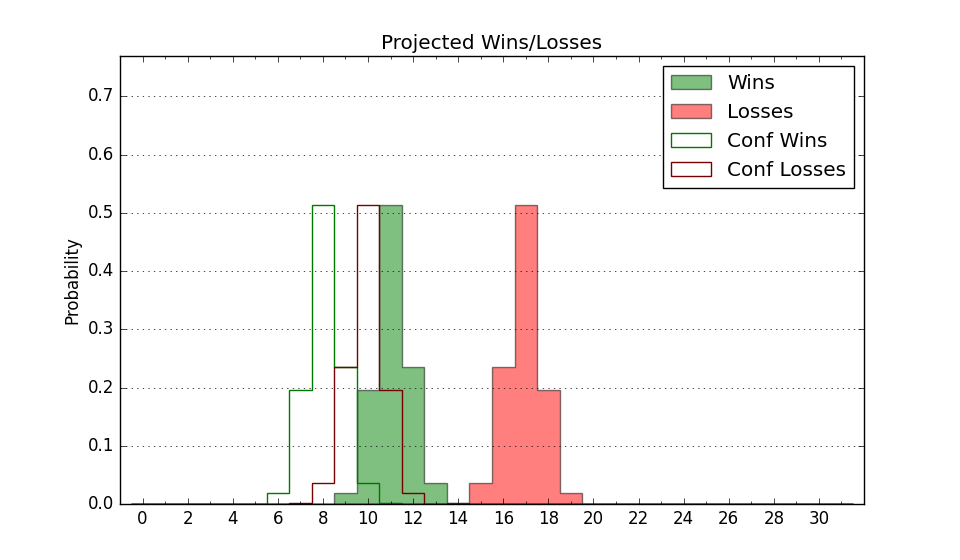 Projected Wins/Losses
Probability
0.7
0.6
0.5
0.4
0.3
0.2
0.1
0.0
Wins
Losses
Conf Wins
Conf Losses
0 2 4 6 8 10 12 14 16 18 20 22 24 26 28 30